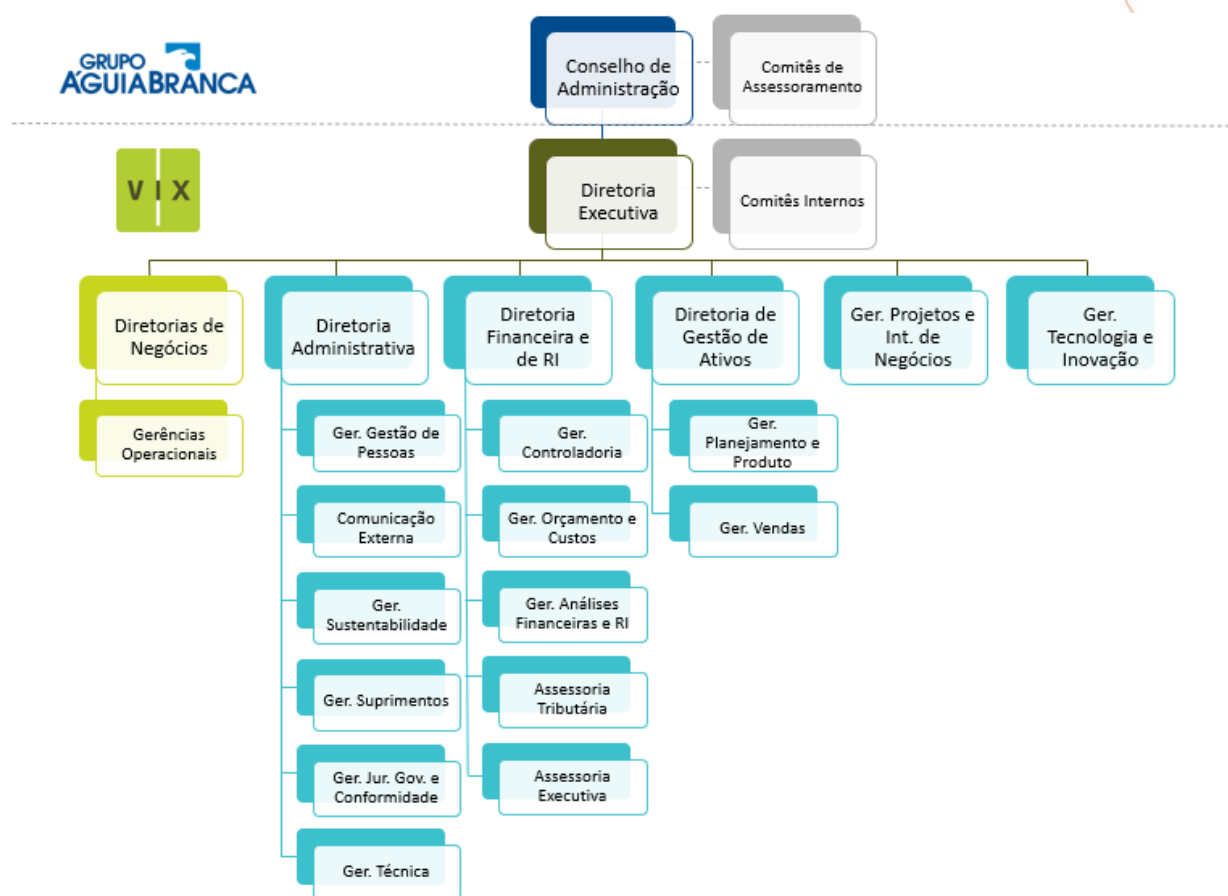 GRUPO
ÁGUIABRANCA
Conselho de
Administração
Comitês de
Assessoramento
VIX
Diretoria
Executiva
Comitês Internos
Diretorias de
Negócios
Diretoria
Administrativa
Diretoria
Financeira e
de RI
Diretoria de
Gestão de
Ativos
Ger. Projetos e
Int. de
Negócios
Ger.
Tecnologia e
Inovação
Gerências
Operacionais
Ger. Gestão de
Pessoas
Comunicação
Externa
Ger.
Sustentabilidade
Ger. Suprimentos
Ger. Jur. Gov. e
Conformidade
Ger. Técnica
Ger.
Controladoria
Ger. Orçamento e
Custos
Ger. Análises
Financeiras e RI
Assessoria
Tributária
Assessoria
Executiva
Ger.
Planejamento e
Produto
Ger. Vendas